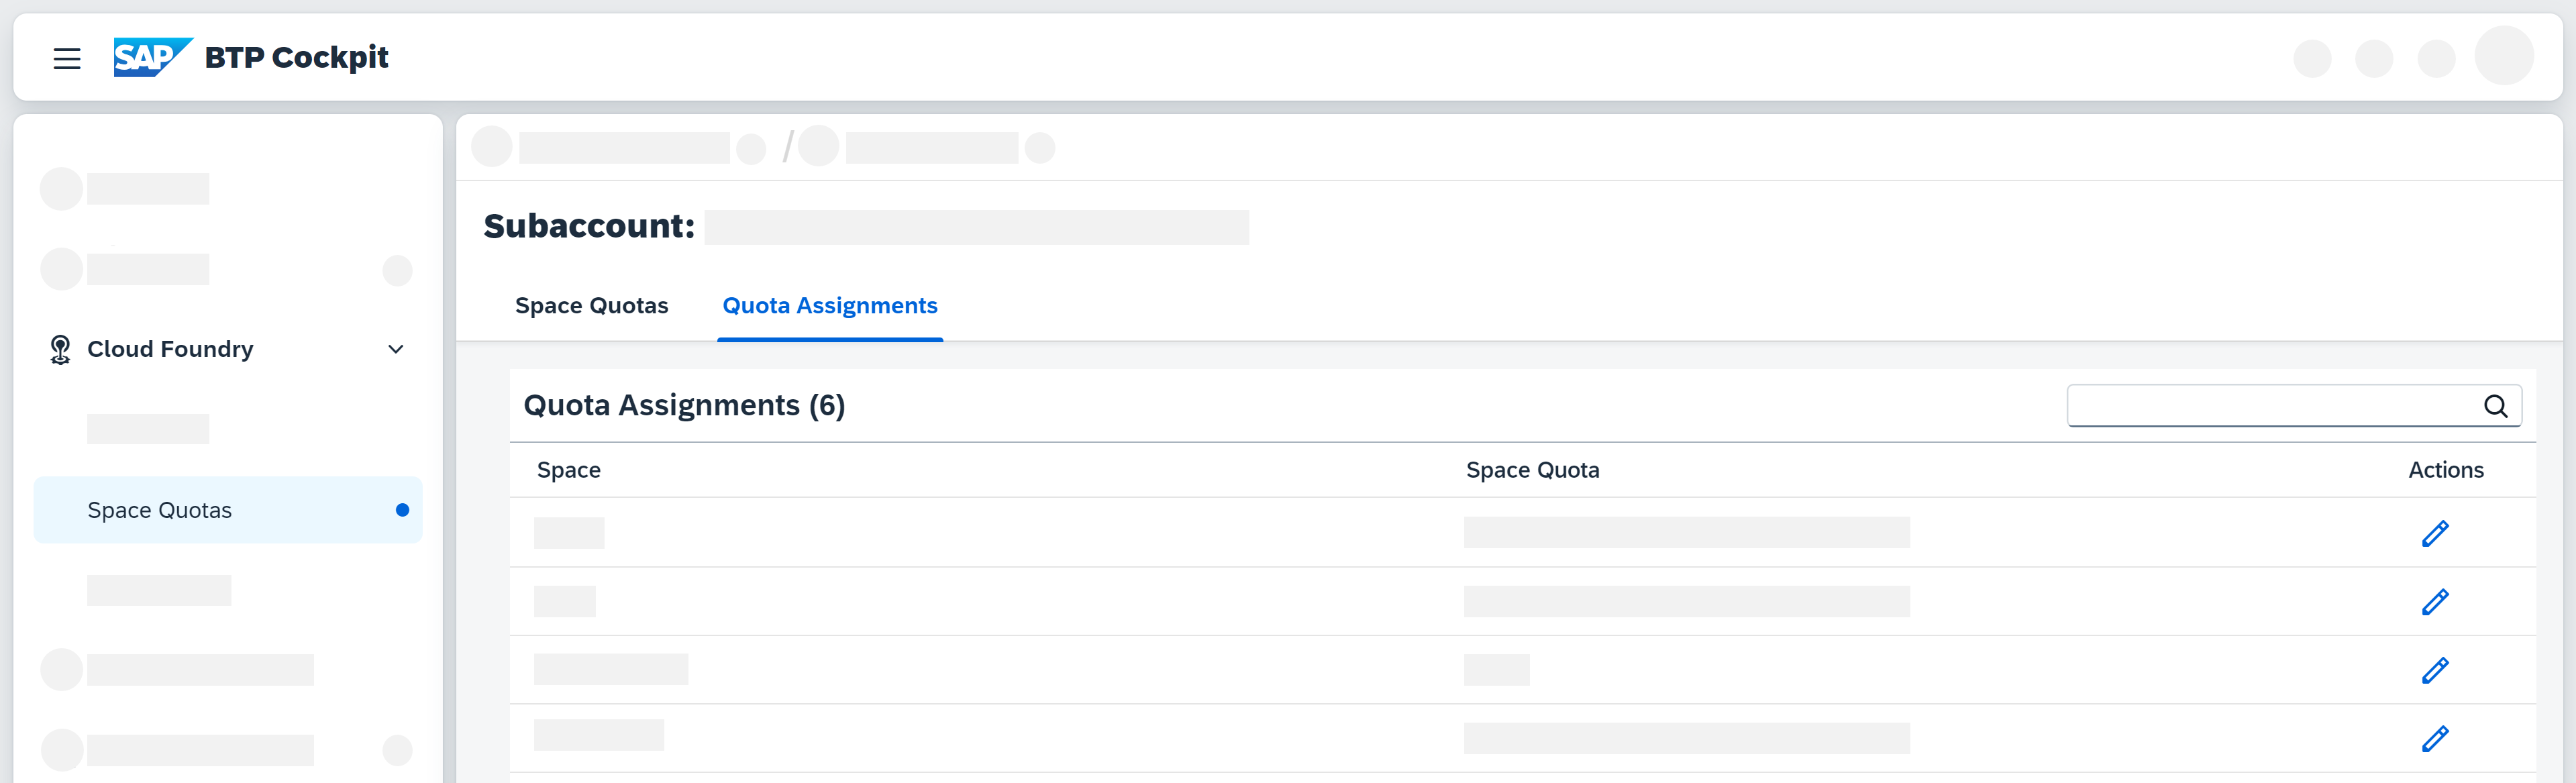 SAP BTP Cockpit
Subaccount:
Space Quotas Quota Assignments
Cloud Foundry
Quota Assignments (6)
Space Space Quota Actions
Space Quotas